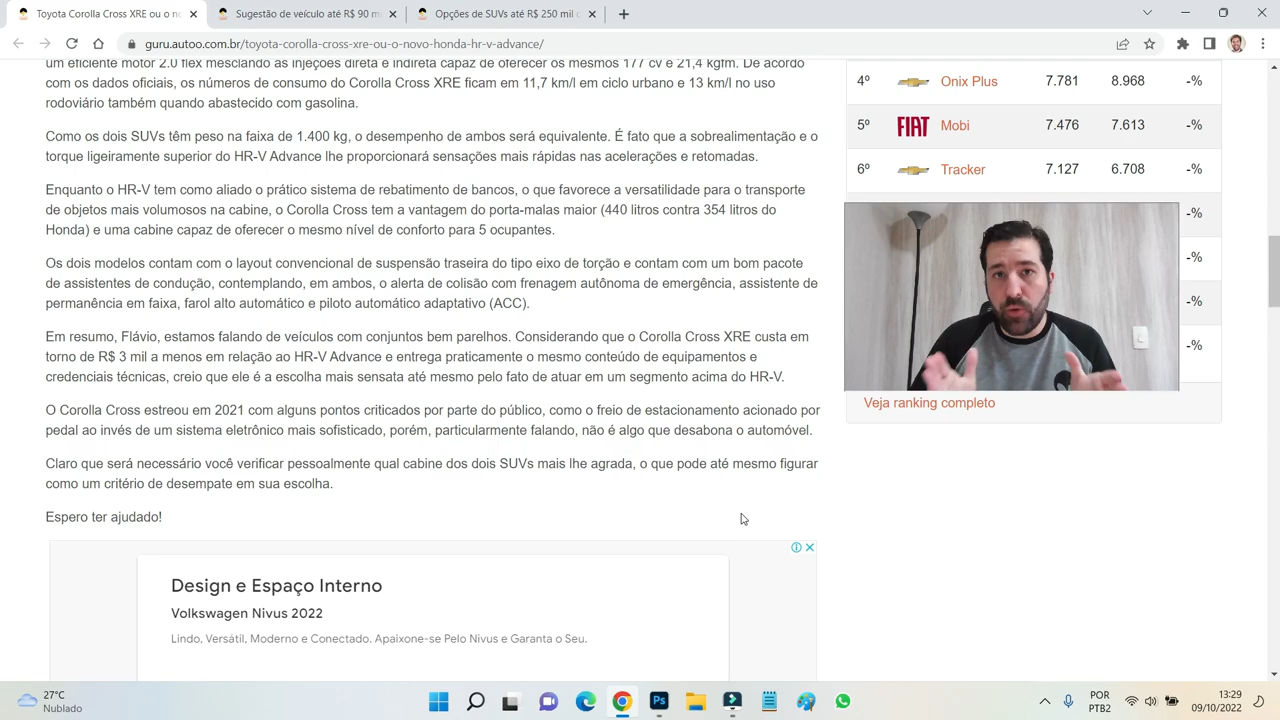 Toyota Corolla Cross XRE ou o no
Sugestão de veículo até R$ 90 mi
Opções de SUVs até R$ 250 mil c
guru.autoo.com.br/toyota-corolla-cross-xre-ou-o-novo-honda-hr-v-advance/
um eficiente motor 2.0 flex mesclando as injeções direta e indireta capaz de oferecer os mesmos 177 cv e 21,4 kgfm. De acordo
com os dados oficiais, os números de consumo do Corolla Cross XRE ficam em 11,7 km/l em ciclo urbano e 13 km/l no uso
rodoviário também quando abastecido com gasolina.
Como os dois SUVs têm peso na faixa de 1.400 kg, o desempenho de ambos será equivalente. É fato que a sobrealimentação e o
torque ligeiramente superior do HR-V Advance lhe proporcionará sensações mais rápidas nas acelerações e retomadas.
Enquanto o HR-V tem como aliado o prático sistema de rebatimento de bancos, o que favorece a versatilidade para o transporte
de objetos mais volumosos na cabine, o Corolla Cross tem a vantagem do porta-malas maior (440 litros contra 354 litros do
Honda) e uma cabine capaz de oferecer o mesmo nível de conforto para 5 ocupantes.
Os dois modelos contam com o layout convencional de suspensão traseira do tipo eixo de torção e contam com um bom pacote
de assistentes de condução, contemplando, em ambos, o alerta de colisão com frenagem autônoma de emergência, assistente de
permanência em faixa, farol alto automático e piloto automático adaptativo (ACC).
Em resumo, Flávio, estamos falando de veículos com conjuntos bem parelhos. Considerando que o Corolla Cross XRE custa em
torno de R$ 3 mil a menos em relação ao HR-V Advance e entrega praticamente o mesmo conteúdo de equipamentos e
credenciais técnicas, creio que ele é a escolha mais sensata até mesmo pelo fato de atuar em um segmento acima do HR-V.
O Corolla Cross estreou em 2021 com alguns pontos criticados por parte do público, como o freio de estacionamento acionado por
pedal ao invés de um sistema eletrônico mais sofisticado, porém, particularmente falando, não é algo que desabona o automóvel.
Claro que será necessário você verificar pessoalmente qual cabine dos dois SUVs mais lhe agrada, o que pode até mesmo figurar
como um critério de desempate em sua escolha.
Espero ter ajudado!
Design e Espaço Interno
Volkswagen Nivus 2022
Lindo, Versátil, Moderno e Conectado. Apaixone-se Pelo Nivus e Garanta o Seu.
4º Onix Plus 7.781 8.968 -%
5º FIAT Mobi 7.476 7.613 -%
6º Tracker 7.127 6.708 -%
-%
-%
-%
-%
Veja ranking completo
27°C
Nublado
Ps
POR
PTB2
13:29
09/10/2022